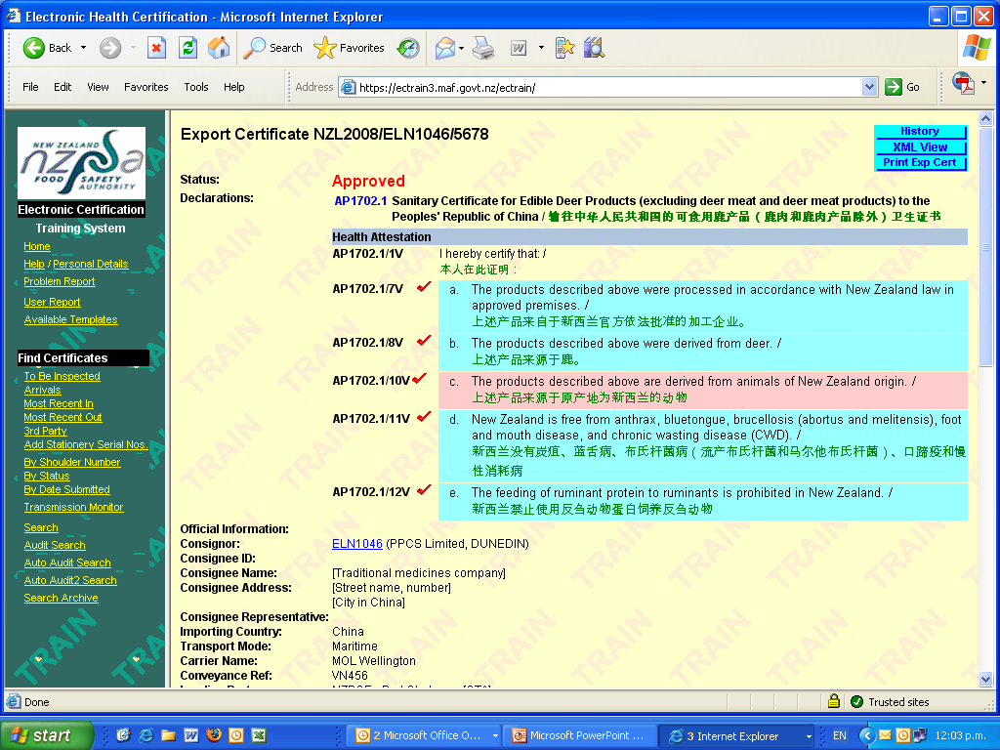 Electronic Health Certification - Microsoft Internet Explorer
Back
Search
Favorites
File Edit View Favorites Tools Help
Address https://ectrain3.maf.govt.nz/ectrain/ Go
NEW ZEALAND
nzfsa
FOOD SAFETY
AUTHORITY
Electronic Certification
Training System
Home
Help / Personal Details
Problem Report
User Report
Available Templates
Find Certificates
To Be Inspected
Arrivals
Most Recent In
Most Recent Out
3rd Party
Add Stationery Serial Nos.
By Shoulder Number
By Status
By Date Submitted
Transmission Monitor
Search
Audit Search
Auto Audit Search
Auto Audit2 Search
Search Archive
Export Certificate NZL2008/ELN1046/5678
History
XML View
Print Exp Cert
Status: Approved
Declarations: AP1702.1 Sanitary Certificate for Edible Deer Products (excluding deer meat and deer meat products) to the
Peoples' Republic of China / 输往中华人民共和国的可食用鹿产品（鹿肉和鹿肉产品除外）卫生证书
Health Attestation
AP1702.1/1V I hereby certify that: /
本人在此证明：
AP1702.1/7V a. The products described above were processed in accordance with New Zealand law in
approved premises. /
上述产品来自于新西兰官方依法批准的加工企业。
AP1702.1/8V b. The products described above were derived from deer. /
上述产品来源于鹿。
AP1702.1/10V c. The products described above are derived from animals of New Zealand origin. /
上述产品来源于原产地为新西兰的动物
AP1702.1/11V d. New Zealand is free from anthrax, bluetongue, brucellosis (abortus and melitensis), foot
and mouth disease, and chronic wasting disease (CWD). /
新西兰没有炭疽、蓝舌病、布氏杆菌病（流产布氏杆菌和马尔他布氏杆菌）、口蹄疫和慢
性消耗病
AP1702.1/12V e. The feeding of ruminant protein to ruminants is prohibited in New Zealand. /
新西兰禁止使用反刍动物蛋白饲养反刍动物
Official Information:
Consignor: ELN1046 (PPCS Limited, DUNEDIN)
Consignee ID:
Consignee Name: [Traditional medicines company]
Consignee Address: [Street name, number]
[City in China]
Consignee Representative:
Importing Country: China
Transport Mode: Maritime
Carrier Name: MOL Wellington
Conveyance Ref: VN456
TRAIN
Done
Trusted sites
start
2 Microsoft Office O...
Microsoft PowerPoint ...
3 Internet Explorer
EN
12:03 p.m.